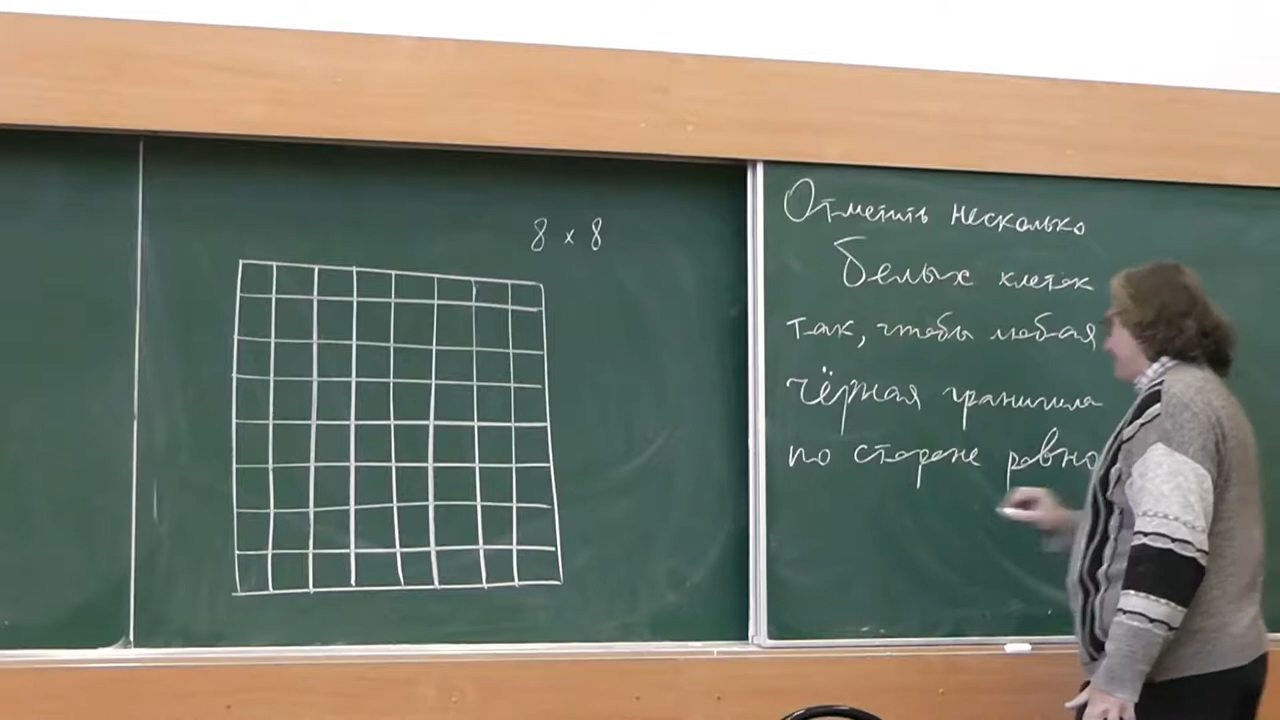 8 × 8
Отметить несколько
белых клеток
так, чтобы любая
чёрная граничила
по стороне ровно